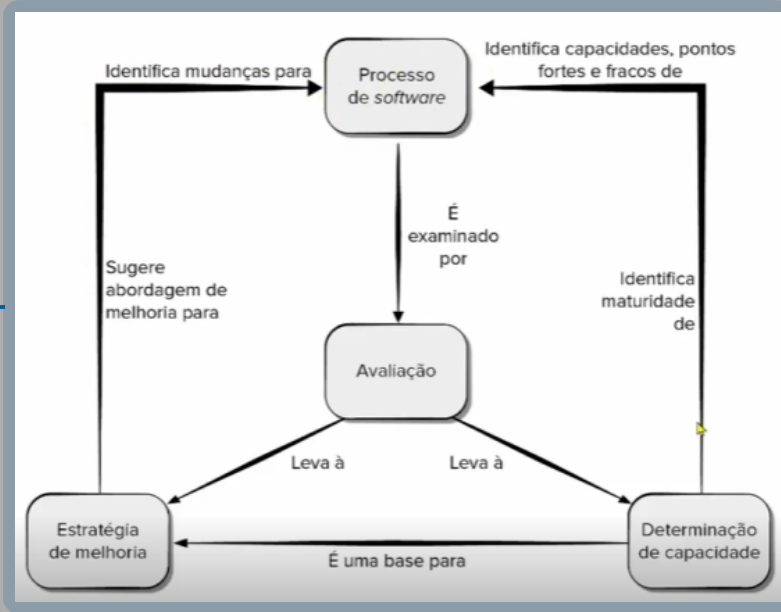 Identifica mudanças para
Processo
de software
Identifica capacidades, pontos
fortes e fracos de
É
examinado
por
Sugere
abordagem de
melhoria para
Identifica
maturidade
de
Avaliação
Leva à
Leva à
Estratégia
de melhoria
É uma base para
Determinação
de capacidade